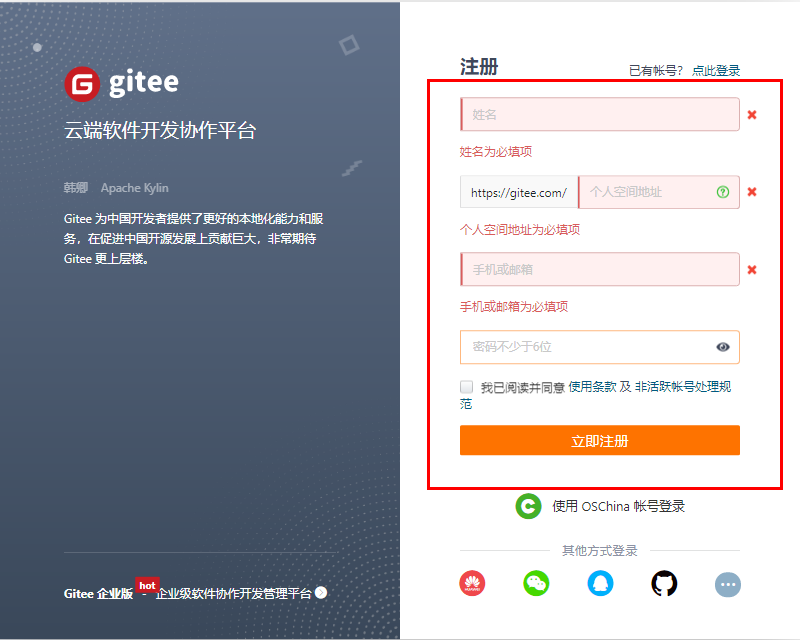 gitee
云端软件开发协作平台
韩卿 Apache Kylin
Gitee 为中国开发者提供了更好的本地化能力和服
务，在促进中国开源发展上贡献巨大，非常期待
Gitee 更上层楼。
Gitee 企业版 hot - 企业级软件协作开发管理平台
注册
已有帐号？ 点此登录
姓名
姓名为必填项
https://gitee.com/ 个人空间地址
个人空间地址为必填项
手机或邮箱
手机或邮箱为必填项
密码不少于6位
我已阅读并同意 使用条款 及 非活跃帐号处理规
范
立即注册
使用 OSChina 帐号登录
其他方式登录
HUAWEI